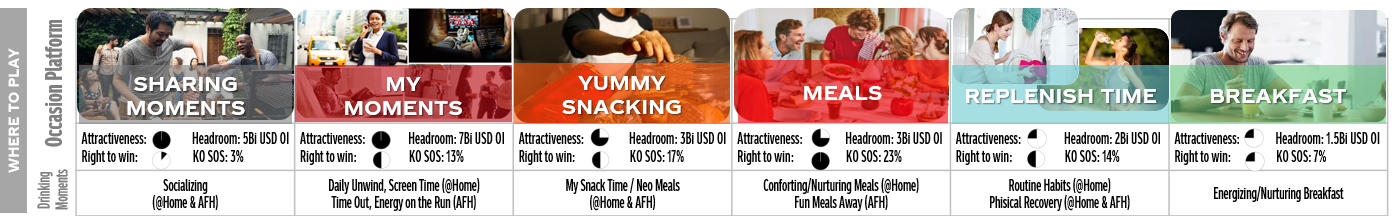 WHERE TO PLAY
Occasion Platform
SHARING
MOMENTS
MY
MOMENTS
YUMMY
SNACKING
MEALS
REPLENISH TIME
BREAKFAST
Attractiveness: Headroom: 5Bi USD OI
Right to win: KO SOS: 3%
Attractiveness: Headroom: 7Bi USD OI
Right to win: KO SOS: 13%
Attractiveness: Headroom: 3Bi USD OI
Right to win: KO SOS: 17%
Attractiveness: Headroom: 3Bi USD OI
Right to win: KO SOS: 23%
Attractiveness: Headroom: 2Bi USD OI
Right to win: KO SOS: 14%
Attractiveness: Headroom: 1.5Bi USD OI
Right to win: KO SOS: 7%
Drinking
Moments
Socializing
(@Home & AFH)
Daily Unwind, Screen Time (@Home)
Time Out, Energy on the Run (AFH)
My Snack Time / Neo Meals
(@Home & AFH)
Conforting/Nurturing Meals (@Home)
Fun Meals Away (AFH)
Routine Habits (@Home)
Phisical Recovery (@Home & AFH)
Energizing/Nurturing Breakfast